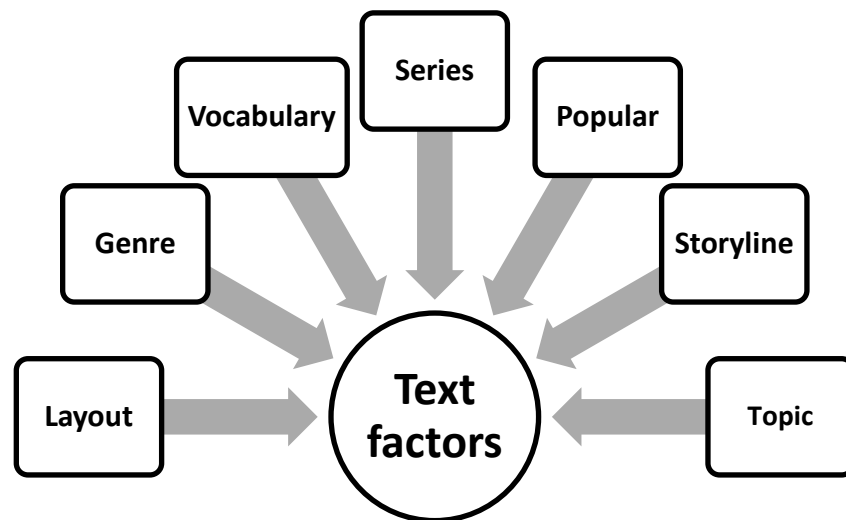 Series
Vocabulary
Popular
Genre
Storyline
Layout
Text
factors
Topic